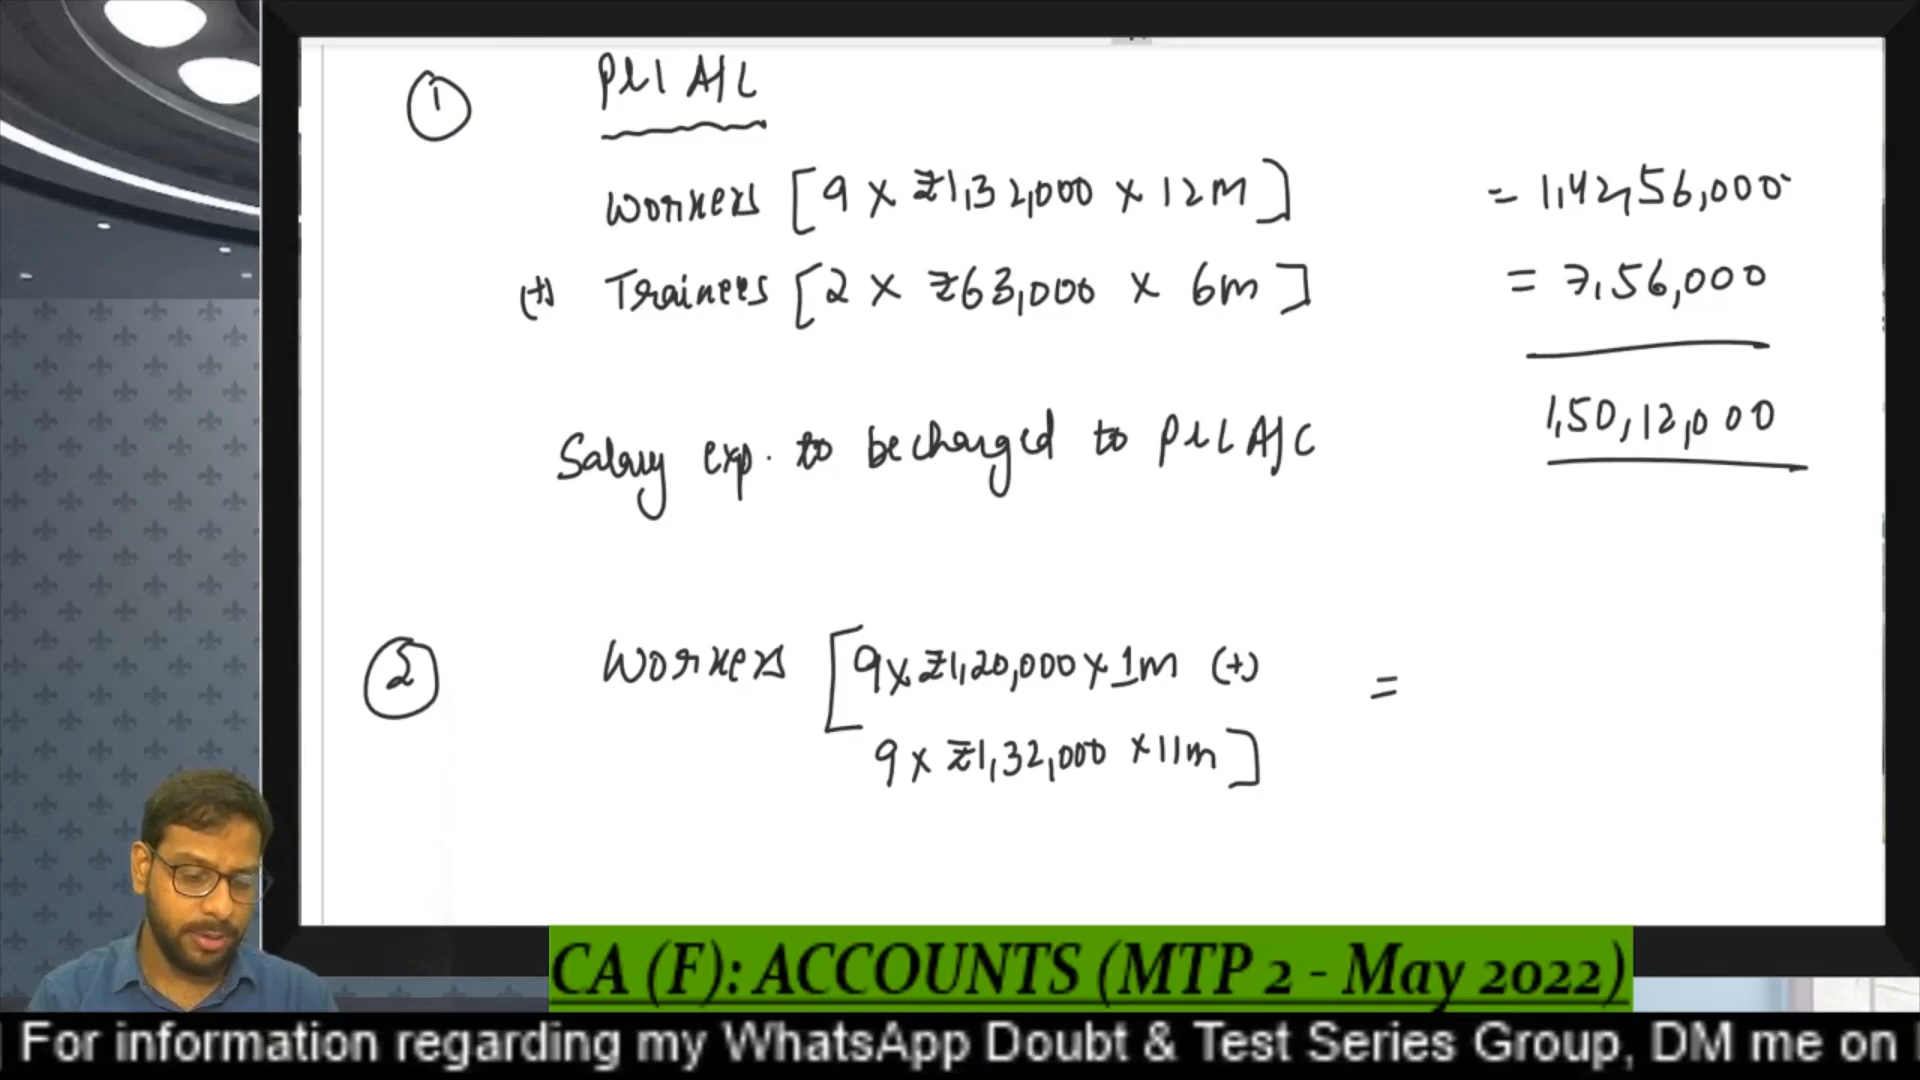 ① P&L A/C
Workers [9 × ₹1,32,000 × 12m] = 1,42,56,000
(+) Trainees [2 × ₹63,000 × 6m] = 7,56,000
1,50,12,000
Salary exp. to be charged to P&L A/C
② Workers [9 × ₹1,20,000 × 1m (+) =
9 × ₹1,32,000 × 11m]
CA (F): ACCOUNTS (MTP 2 - May 2022)
For information regarding my WhatsApp Doubt & Test Series Group, DM me on